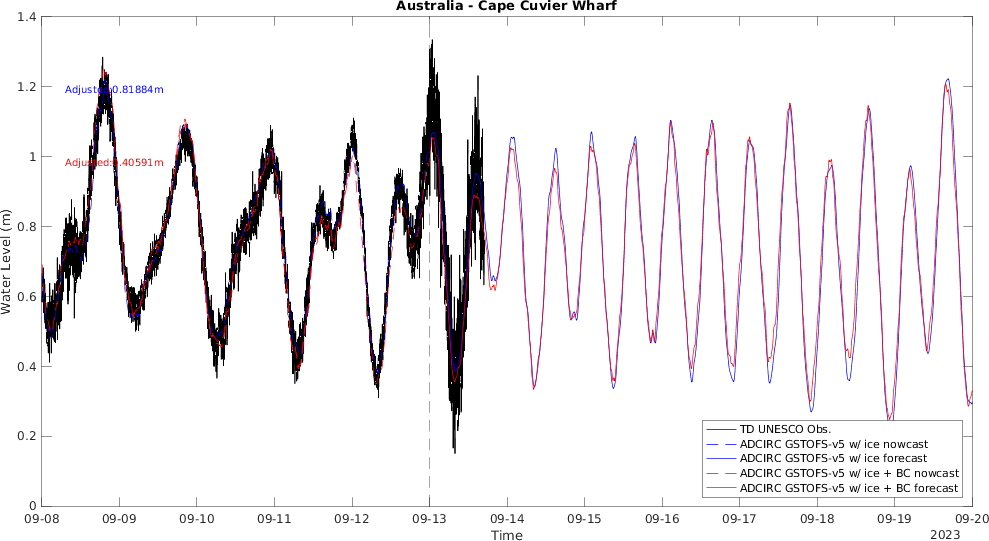 Australia - Cape Cuvier Wharf
1.4
1.2
1
0.8
0.6
0.4
0.2
0
Water Level (m)
Adjusted:0.81884m
Adjusted:0.40591m
TD UNESCO Obs.
ADCIRC GSTOFS-v5 w/ ice nowcast
ADCIRC GSTOFS-v5 w/ ice forecast
ADCIRC GSTOFS-v5 w/ ice + BC nowcast
ADCIRC GSTOFS-v5 w/ ice + BC forecast
09-08 09-09 09-10 09-11 09-12 09-13 09-14 09-15 09-16 09-17 09-18 09-19 09-20
Time
2023